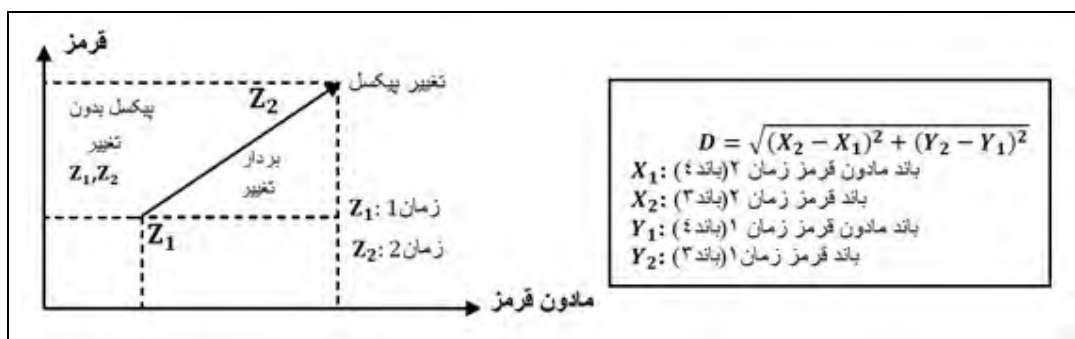 قرمز
تغییر پیکسل
Z₂
پیکسل بدون
تغییر
Z₁,Z₂
بردار
تغییر
Z₁: زمان1
Z₁
Z₂: زمان2
مادون قرمز
D = √(X₂ − X₁)² + (Y₂ − Y₁)²
X₁: باند مادون قرمز زمان ۲(باند٤)
X₂: باند قرمز زمان ۲(باند۳)
Y₁: باند مادون قرمز زمان ۱(باند٤)
Y₂: باند قرمز زمان۱(باند۳)